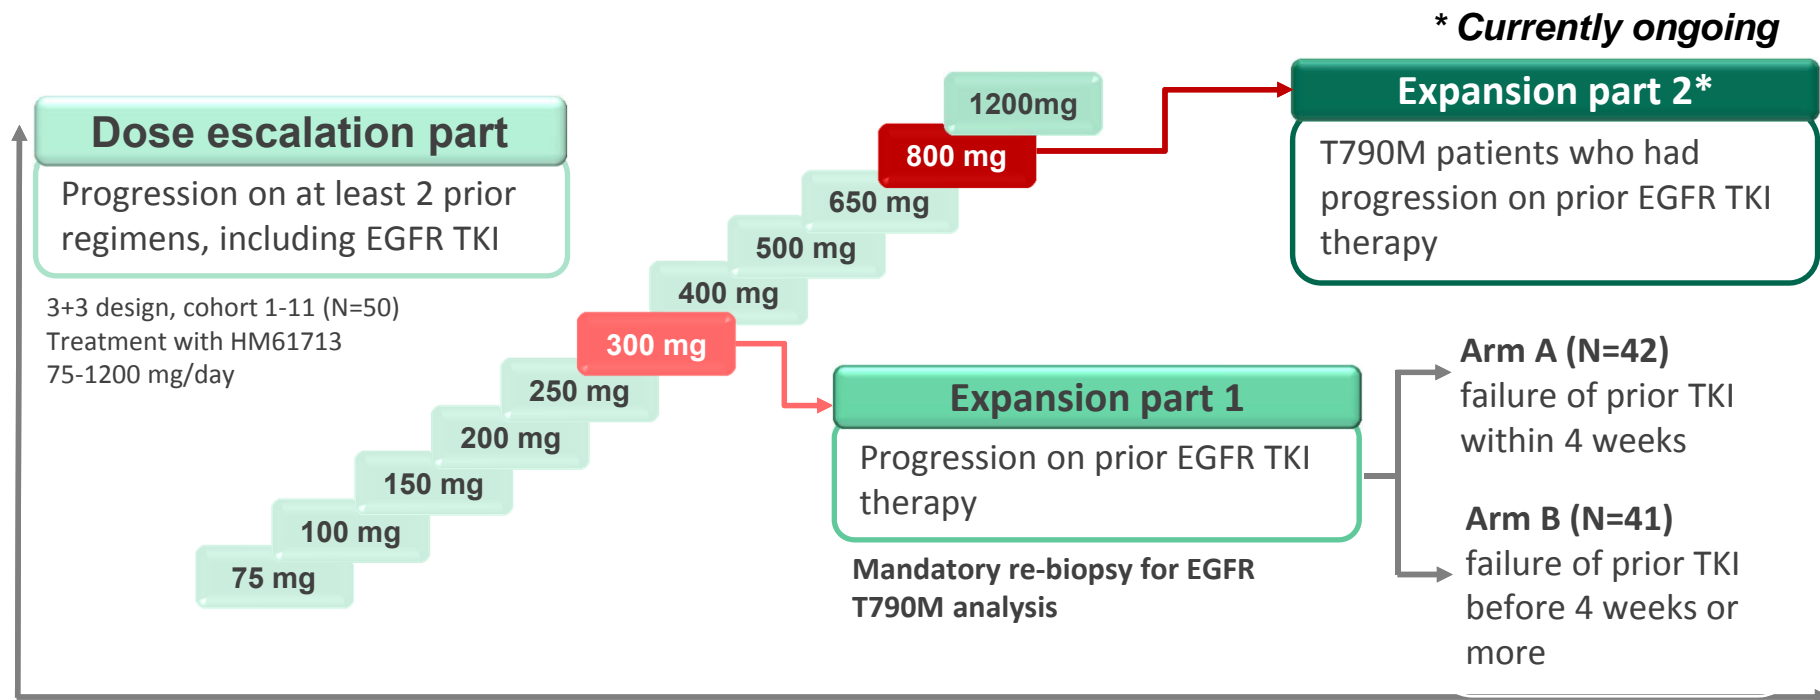 * Currently ongoing
Dose escalation part
Progression on at least 2 prior
regimens, including EGFR TKI
3+3 design, cohort 1-11 (N=50)
Treatment with HM61713
75-1200 mg/day
75 mg
100 mg
150 mg
200 mg
250 mg
300 mg
400 mg
500 mg
650 mg
800 mg
1200mg
Expansion part 2*
T790M patients who had
progression on prior EGFR TKI
therapy
Expansion part 1
Progression on prior EGFR TKI
therapy
Mandatory re-biopsy for EGFR
T790M analysis
Arm A (N=42)
failure of prior TKI
within 4 weeks
Arm B (N=41)
failure of prior TKI
before 4 weeks or
more